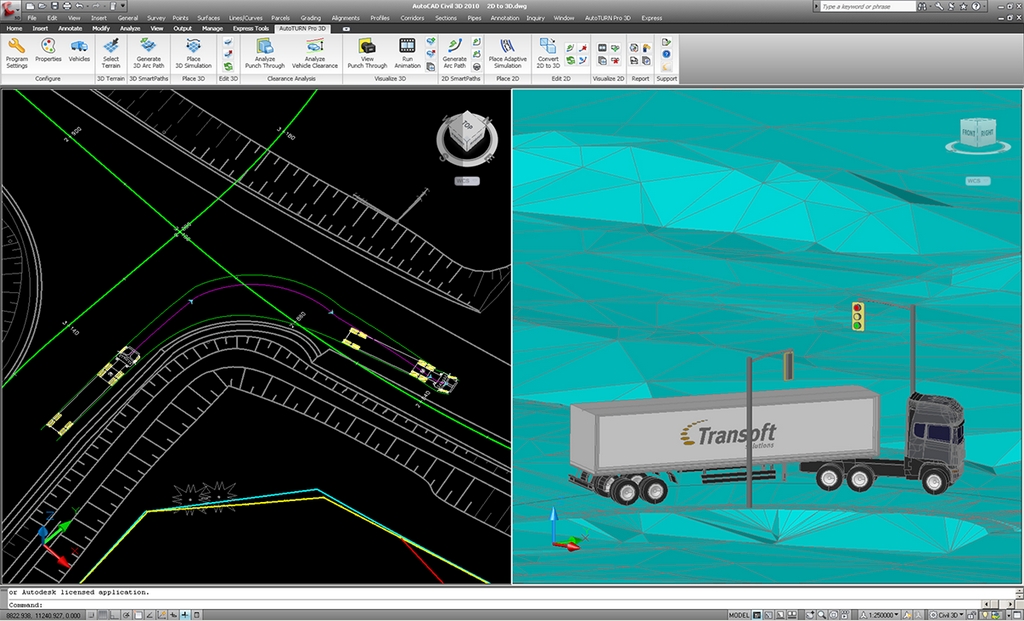 AutoCAD Civil 3D 2010 2D to 3D.dwg
Type a keyword or phrase
File Edit View Insert General Survey Points Surfaces Lines/Curves Parcels Grading Alignments Profiles Corridors Sections Pipes Annotation Inquiry Window AutoTURN Pro 3D Express
Home Insert Annotate Modify Analyze View Output Manage Express Tools AutoTURN Pro 3D
Program Settings
Properties
Vehicles
Select Terrain
Generate 3D Arc Path
Place 3D Simulation
Analyze Punch Through
Analyze Vehicle Clearance
View Punch Through
Run Animation
Generate Arc Path
Place Adaptive Simulation
Convert 2D to 3D
Configure
3D Terrain
3D SmartPaths
Place 3D
Edit 3D
Clearance Analysis
Visualize 3D
2D SmartPaths
Place 2D
Edit 2D
Visualize 2D
Report
Support
TOP
WCS
FRONT
RIGHT
WCS
Transoft
solutions
or Autodesk licensed application.
Command:
8822.938, 11240.927, 0.000
MODEL
1:250000
Civil 3D